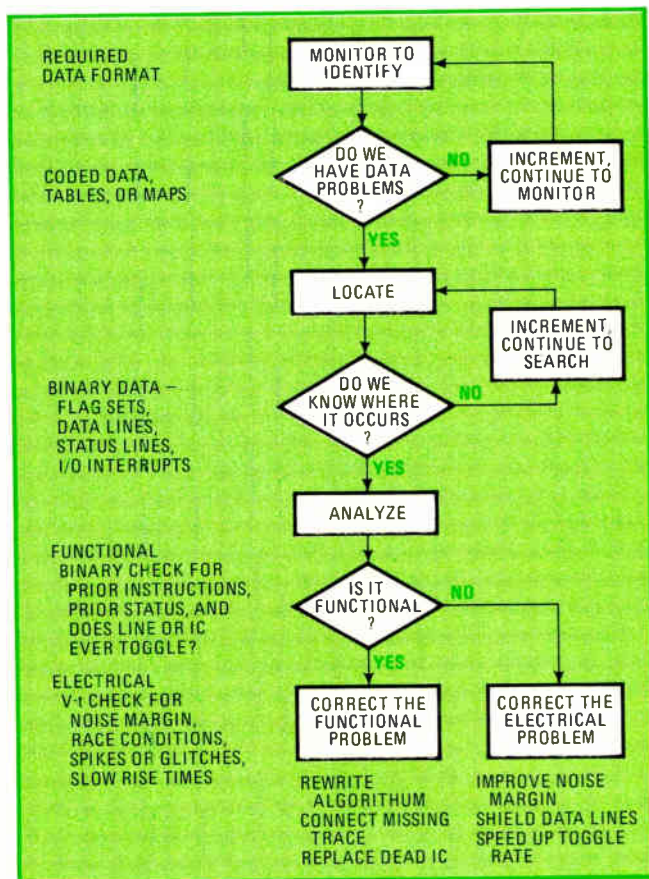 REQUIRED
DATA FORMAT
MONITOR TO
IDENTIFY
CODED DATA,
TABLES, OR MAPS
DO WE
HAVE DATA
PROBLEMS
?
NO
INCREMENT,
CONTINUE TO
MONITOR
YES
LOCATE
INCREMENT,
CONTINUE TO
SEARCH
BINARY DATA –
FLAG SETS,
DATA LINES,
STATUS LINES,
I/O INTERRUPTS
DO WE
KNOW WHERE
IT OCCURS
?
NO
YES
ANALYZE
FUNCTIONAL
BINARY CHECK FOR
PRIOR INSTRUCTIONS,
PRIOR STATUS, AND
DOES LINE OR IC
EVER TOGGLE?
IS IT
FUNCTIONAL
?
NO
YES
ELECTRICAL
V-t CHECK FOR
NOISE MARGIN,
RACE CONDITIONS,
SPIKES OR GLITCHES,
SLOW RISE TIMES
CORRECT THE
FUNCTIONAL
PROBLEM
CORRECT THE
ELECTRICAL
PROBLEM
REWRITE
ALGORITHUM
CONNECT MISSING
TRACE
REPLACE DEAD IC
IMPROVE NOISE
MARGIN
SHIELD DATA LINES
SPEED UP TOGGLE
RATE